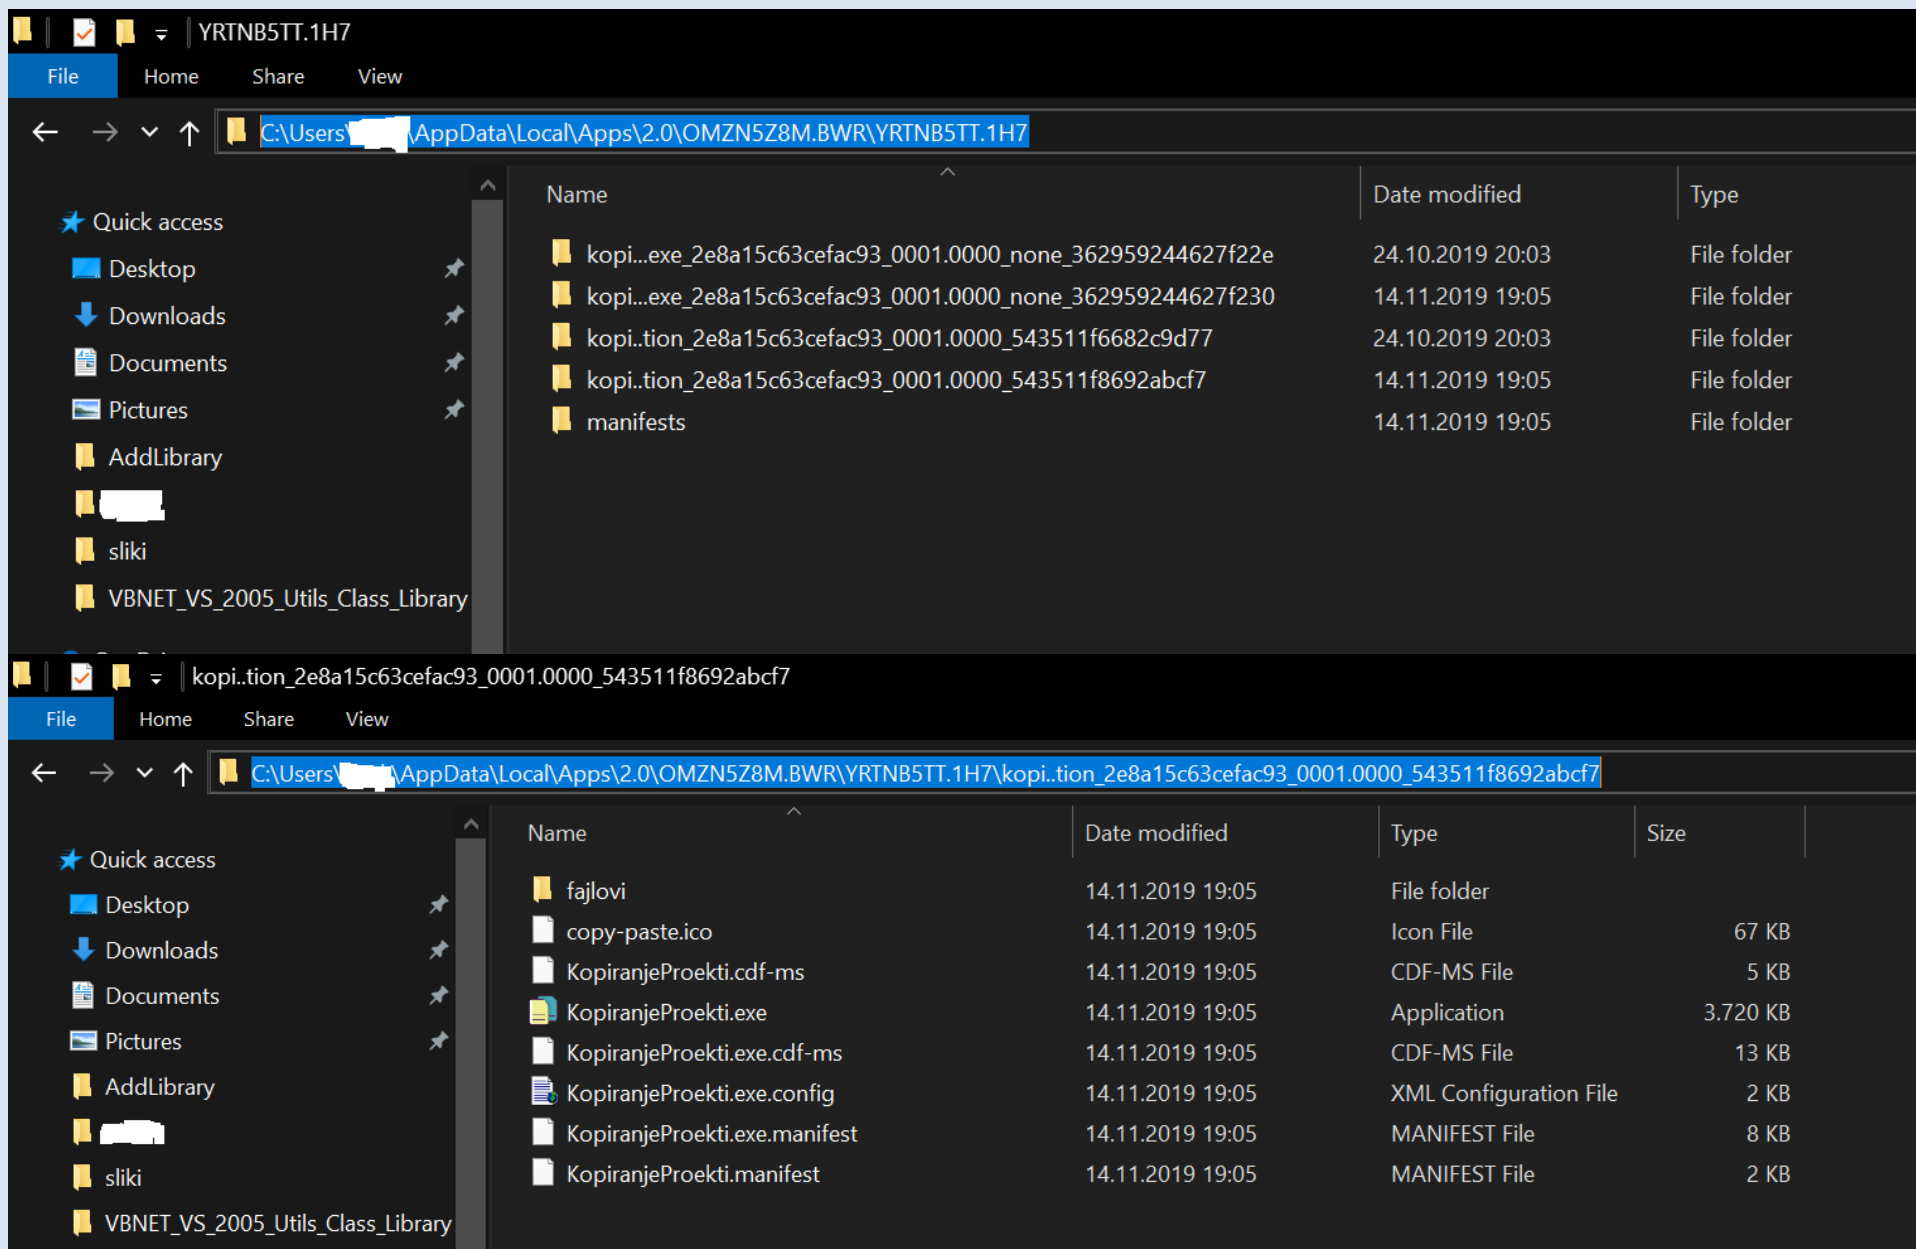 YRTNB5TT.1H7
File Home Share View
C:\Users\ \AppData\Local\Apps\2.0\OMZN5Z8M.BWR\YRTNB5TT.1H7
Name Date modified Type
Quick access
Desktop
Downloads
Documents
Pictures
AddLibrary
sliki
VBNET_VS_2005_Utils_Class_Library
kopi...exe_2e8a15c63cefac93_0001.0000_none_362959244627f22e 24.10.2019 20:03 File folder
kopi...exe_2e8a15c63cefac93_0001.0000_none_362959244627f230 14.11.2019 19:05 File folder
kopi..tion_2e8a15c63cefac93_0001.0000_543511f6682c9d77 24.10.2019 20:03 File folder
kopi..tion_2e8a15c63cefac93_0001.0000_543511f8692abcf7 14.11.2019 19:05 File folder
manifests 14.11.2019 19:05 File folder
kopi..tion_2e8a15c63cefac93_0001.0000_543511f8692abcf7
File Home Share View
C:\Users\ \AppData\Local\Apps\2.0\OMZN5Z8M.BWR\YRTNB5TT.1H7\kopi..tion_2e8a15c63cefac93_0001.0000_543511f8692abcf7
Name Date modified Type Size
Quick access
Desktop
Downloads
Documents
Pictures
AddLibrary
sliki
VBNET_VS_2005_Utils_Class_Library
fajlovi 14.11.2019 19:05 File folder
copy-paste.ico 14.11.2019 19:05 Icon File 67 KB
KopiranjeProekti.cdf-ms 14.11.2019 19:05 CDF-MS File 5 KB
KopiranjeProekti.exe 14.11.2019 19:05 Application 3.720 KB
KopiranjeProekti.exe.cdf-ms 14.11.2019 19:05 CDF-MS File 13 KB
KopiranjeProekti.exe.config 14.11.2019 19:05 XML Configuration File 2 KB
KopiranjeProekti.exe.manifest 14.11.2019 19:05 MANIFEST File 8 KB
KopiranjeProekti.manifest 14.11.2019 19:05 MANIFEST File 2 KB